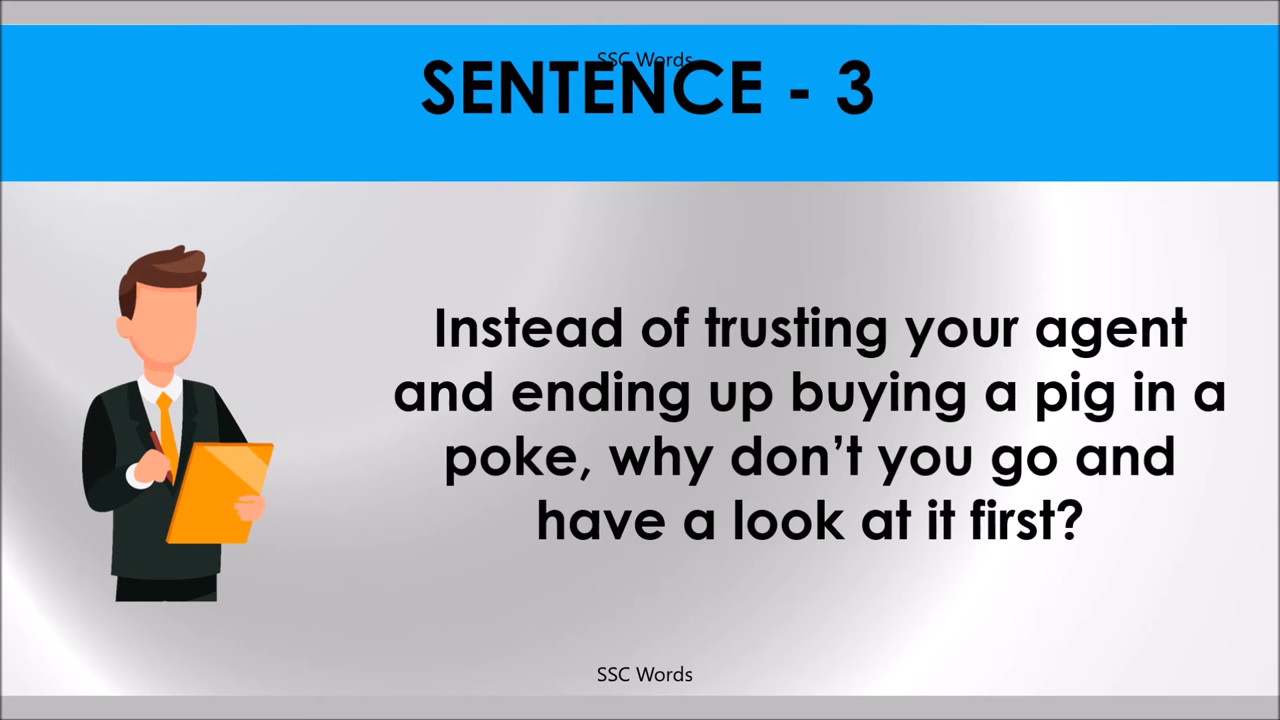 SSC Words
SENTENCE - 3
Instead of trusting your agent
and ending up buying a pig in a
poke, why don’t you go and
have a look at it first?
SSC Words